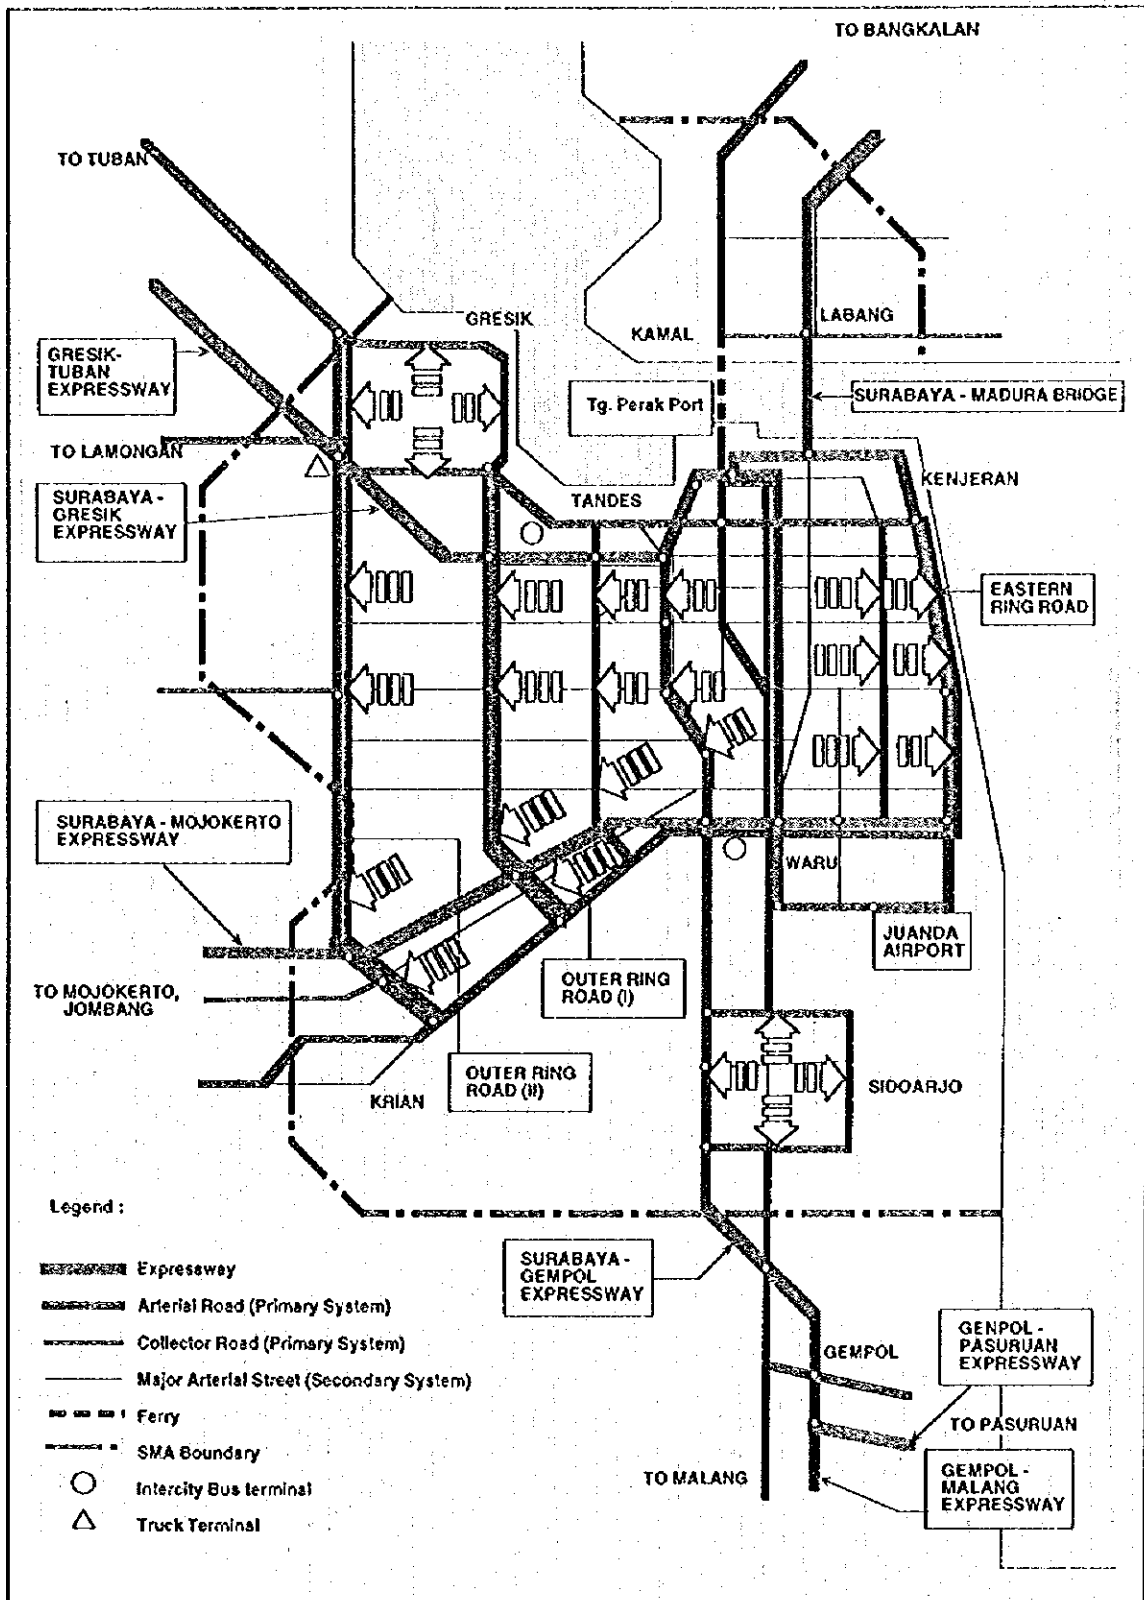 TO BANGKALAN
TO TUBAN
GRESIK
KAMAL
LABANG
GRESIK-
TUBAN
EXPRESSWAY
Tg. Perak Port
SURABAYA - MADURA BRIDGE
TO LAMONGAN
SURABAYA -
GRESIK
EXPRESSWAY
TANDES
KENJERAN
EASTERN
RING ROAD
SURABAYA - MOJOKERTO
EXPRESSWAY
WARU
JUANDA
AIRPORT
TO MOJOKERTO,
JOMBANG
OUTER RING
ROAD (I)
OUTER RING
ROAD (II)
KRIAN
SIDOARJO
SURABAYA -
GEMPOL
EXPRESSWAY
GEMPOL
GENPOL -
PASURUAN
EXPRESSWAY
TO PASURUAN
TO MALANG
GEMPOL -
MALANG
EXPRESSWAY
Legend :
Expressway
Arterial Road (Primary System)
Collector Road (Primary System)
Major Arterial Street (Secondary System)
Ferry
SMA Boundary
Intercity Bus terminal
Truck Terminal